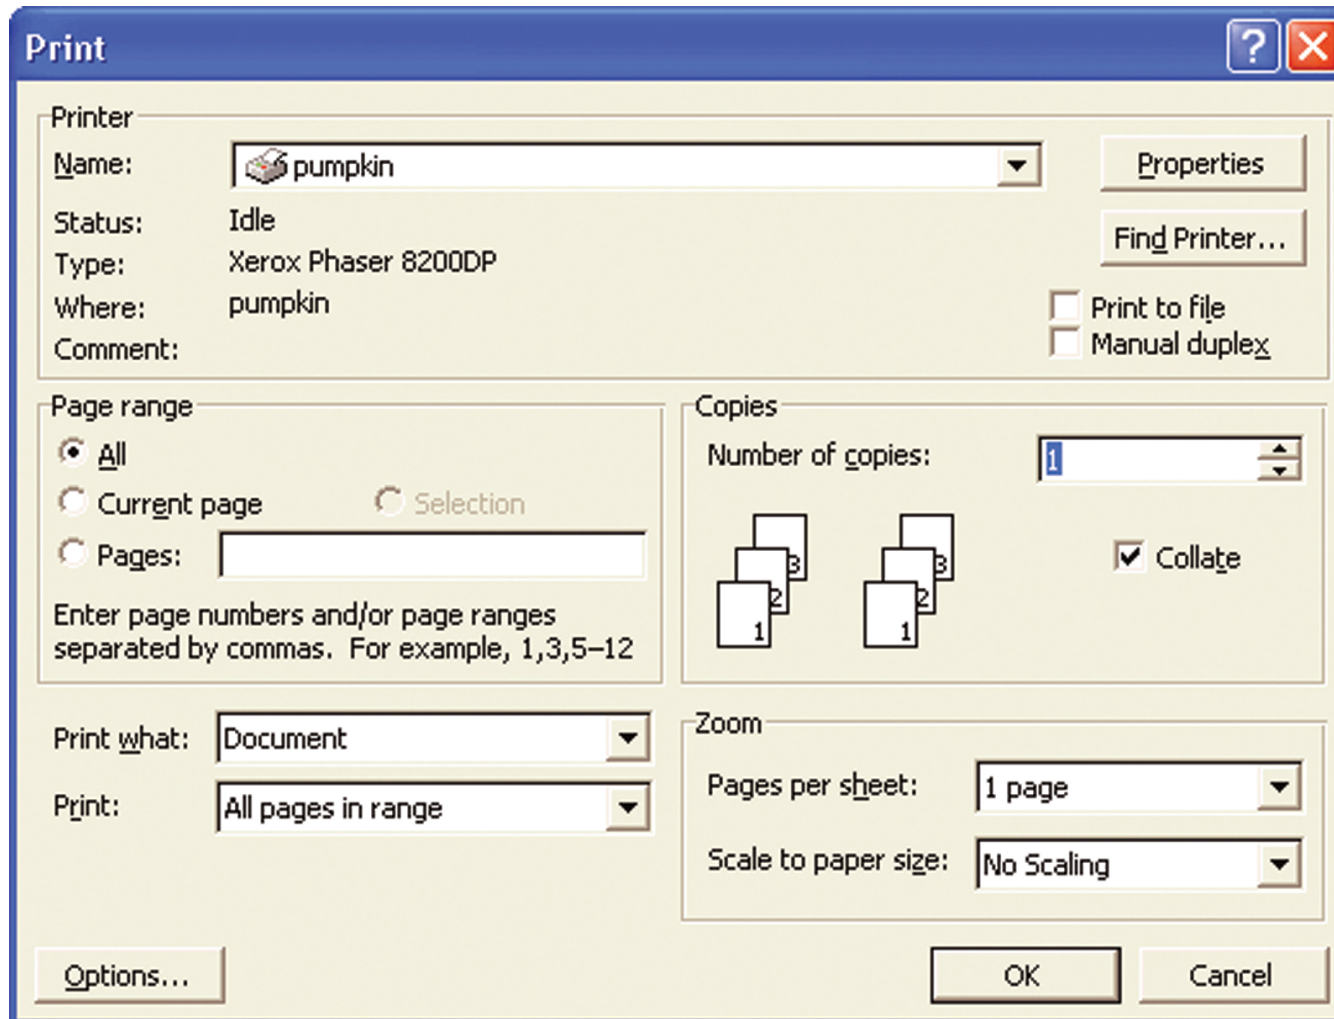 Print
?
Printer
Name: pumpkin
Properties
Status: Idle
Find Printer...
Type: Xerox Phaser 8200DP
Where: pumpkin
Print to file
Comment:
Manual duplex
Page range
All
Current page Selection
Pages:
Enter page numbers and/or page ranges
separated by commas. For example, 1,3,5–12
Copies
Number of copies: 1
3 3
2 2
1 1
Collate
Print what: Document
Print: All pages in range
Zoom
Pages per sheet: 1 page
Scale to paper size: No Scaling
Options...
OK
Cancel